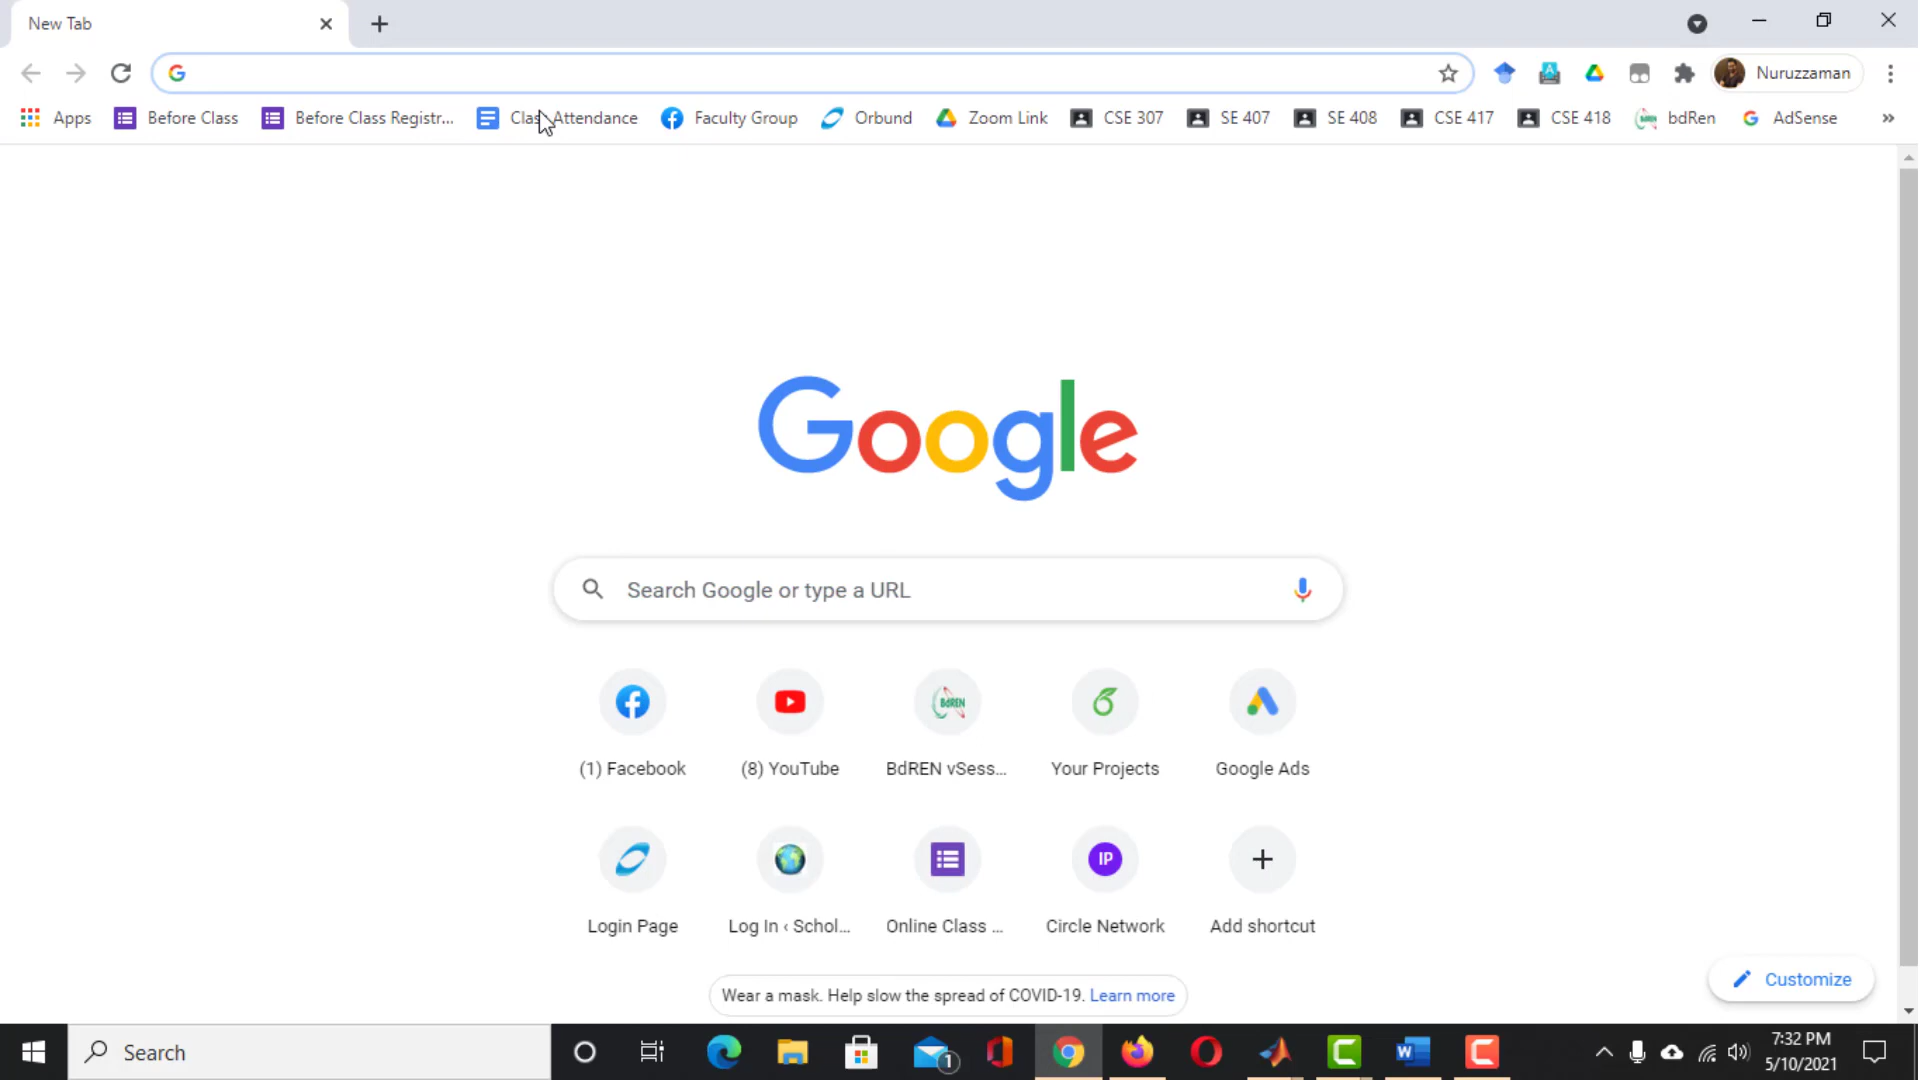 New Tab
Nuruzzaman
Apps Before Class Before Class Registr... Class Attendance Faculty Group Orbund Zoom Link CSE 307 SE 407 SE 408 CSE 417 CSE 418 bdRen AdSense »
Google
Search Google or type a URL
BdREN
IP
(1) Facebook (8) YouTube BdREN vSess... Your Projects Google Ads
Login Page Log In ‹ Schol... Online Class ... Circle Network Add shortcut
Customize
Wear a mask. Help slow the spread of COVID-19. Learn more
Search
1
7:32 PM
5/10/2021